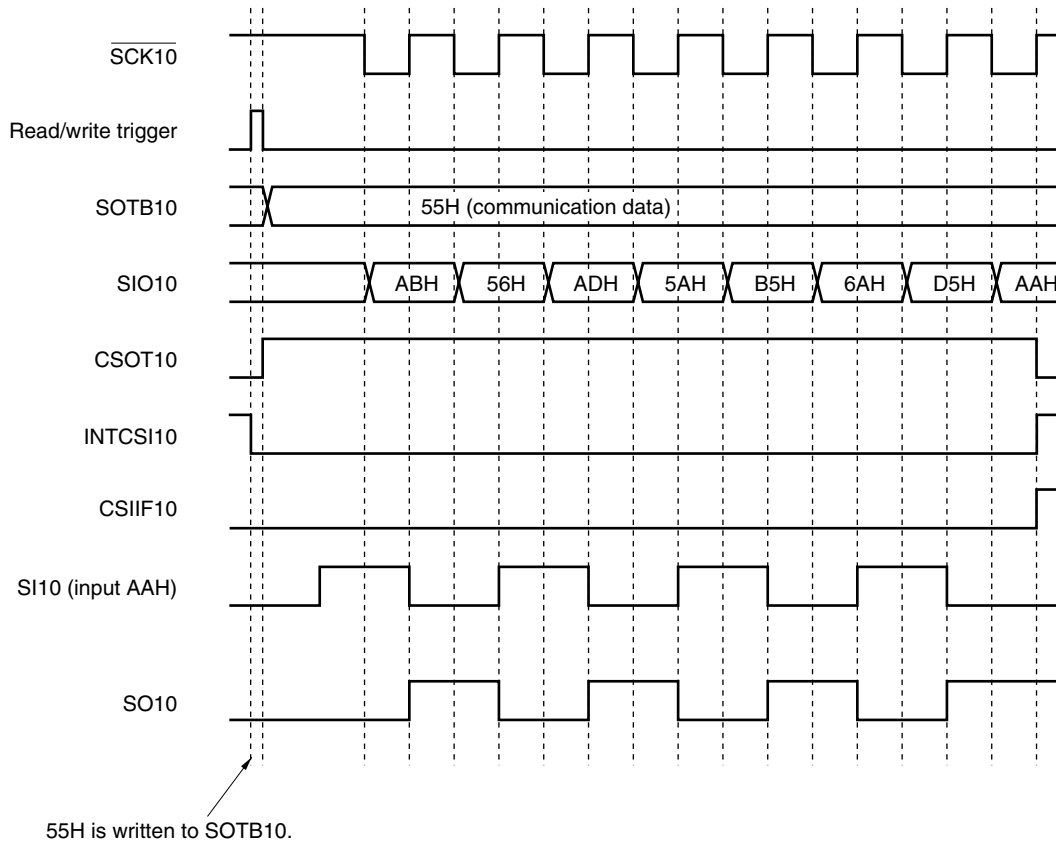 SCK10
Read/write trigger
SOTB10
55H (communication data)
SIO10
ABH
56H
ADH
5AH
B5H
6AH
D5H
AAH
CSOT10
INTCSI10
CSIIF10
SI10 (input AAH)
SO10
55H is written to SOTB10.